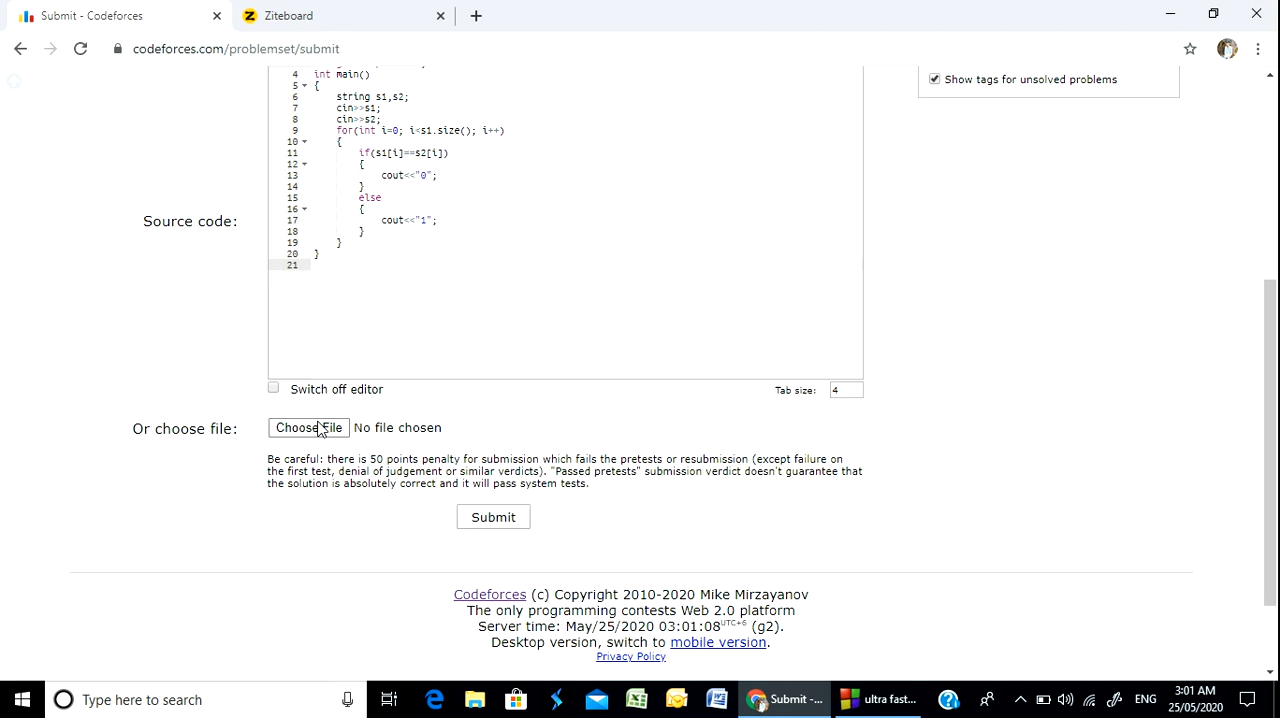 Submit - Codeforces
Ziteboard
codeforces.com/problemset/submit
4 int main()
5 {
6 string s1,s2;
7 cin>>s1;
8 cin>>s2;
9 for(int i=0; i<s1.size(); i++)
10 {
11 if(s1[i]==s2[i])
12 {
13 cout<<"0";
14 }
15 else
16 {
17 cout<<"1";
18 }
19 }
20 }
21
Show tags for unsolved problems
Source code:
Switch off editor
Tab size: 4
Or choose file: Choose File No file chosen
Be careful: there is 50 points penalty for submission which fails the pretests or resubmission (except failure on
the first test, denial of judgement or similar verdicts). "Passed pretests" submission verdict doesn't guarantee that
the solution is absolutely correct and it will pass system tests.
Submit
Codeforces (c) Copyright 2010-2020 Mike Mirzayanov
The only programming contests Web 2.0 platform
Server time: May/25/2020 03:01:08 UTC+6 (g2).
Desktop version, switch to mobile version.
Privacy Policy
Type here to search
Submit -...
ultra fast...
ENG
3:01 AM
25/05/2020